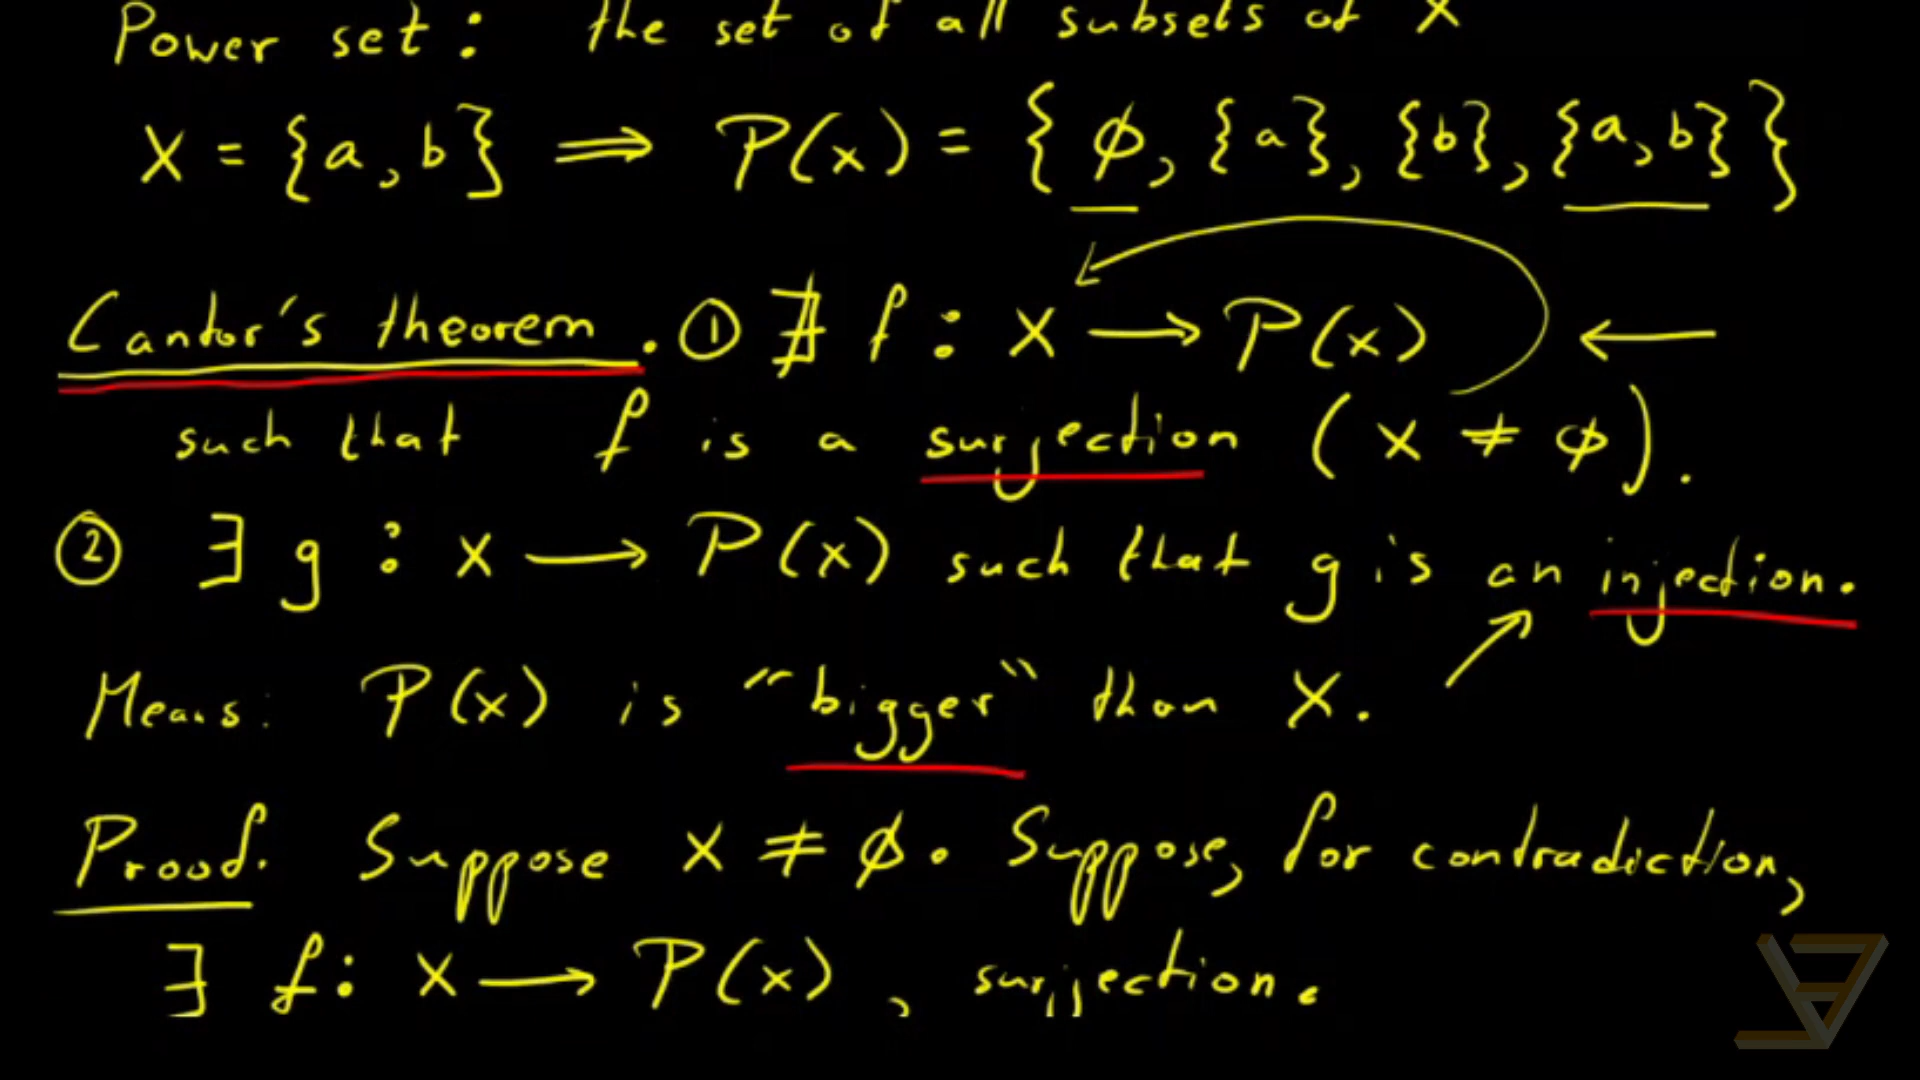 Power set: the set of all subsets of X
X = {a, b} ⟹ P(x) = { ∅, {a}, {b}, {a, b} }
Cantor's theorem. ① ∄ f : X ⟶ P(x) ⟵
such that f is a surjection (X ≠ ∅).
② ∃ g : X ⟶ P(x) such that g is an injection.
Means: P(x) is "bigger" than X.
Proof. Suppose X ≠ ∅. Suppose, for contradiction,
∃ f: X ⟶ P(x), surjection.